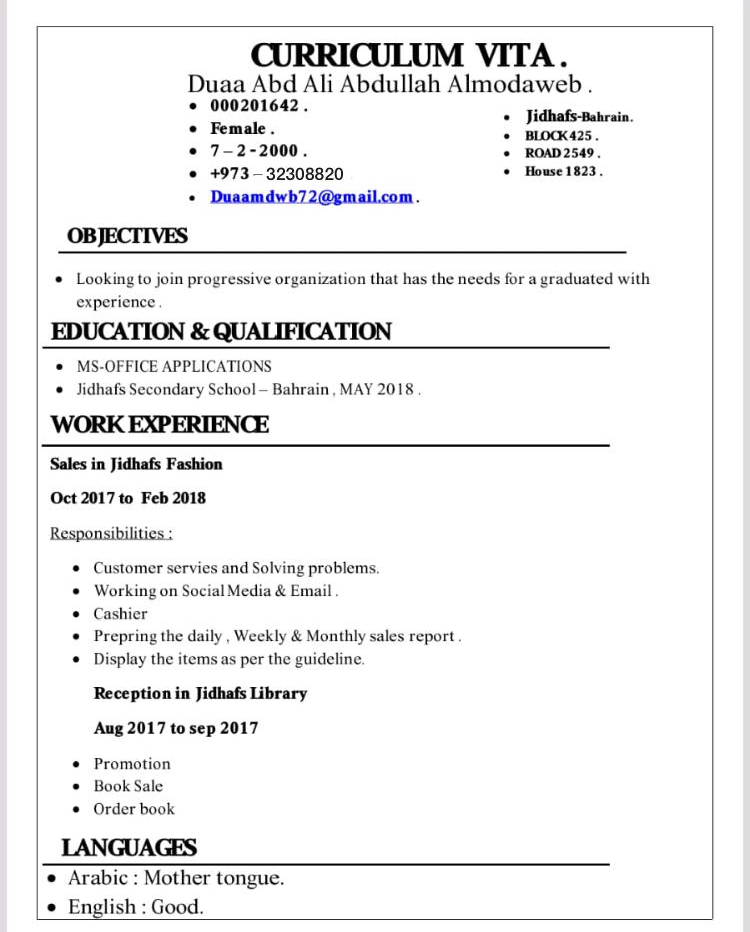 CURRICULUM VITA .
Duaa Abd Ali Abdullah Almodaweb .
• 000201642 .
• Female .
• 7 – 2 - 2000 .
• +973 – 32308820
• Duaamdwb72@gmail.com .
• Jidhafs-Bahrain.
• BLOCK 425 .
• ROAD 2549 .
• House 1823 .
OBJECTIVES
• Looking to join progressive organization that has the needs for a graduated with
experience .
EDUCATION & QUALIFICATION
• MS-OFFICE APPLICATIONS
• Jidhafs Secondary School – Bahrain , MAY 2018 .
WORK EXPERIENCE
Sales in Jidhafs Fashion
Oct 2017 to Feb 2018
Responsibilities :
• Customer servies and Solving problems.
• Working on Social Media & Email .
• Cashier
• Prepring the daily , Weekly & Monthly sales report .
• Display the items as per the guideline.
Reception in Jidhafs Library
Aug 2017 to sep 2017
• Promotion
• Book Sale
• Order book
LANGUAGES
• Arabic : Mother tongue.
• English : Good.